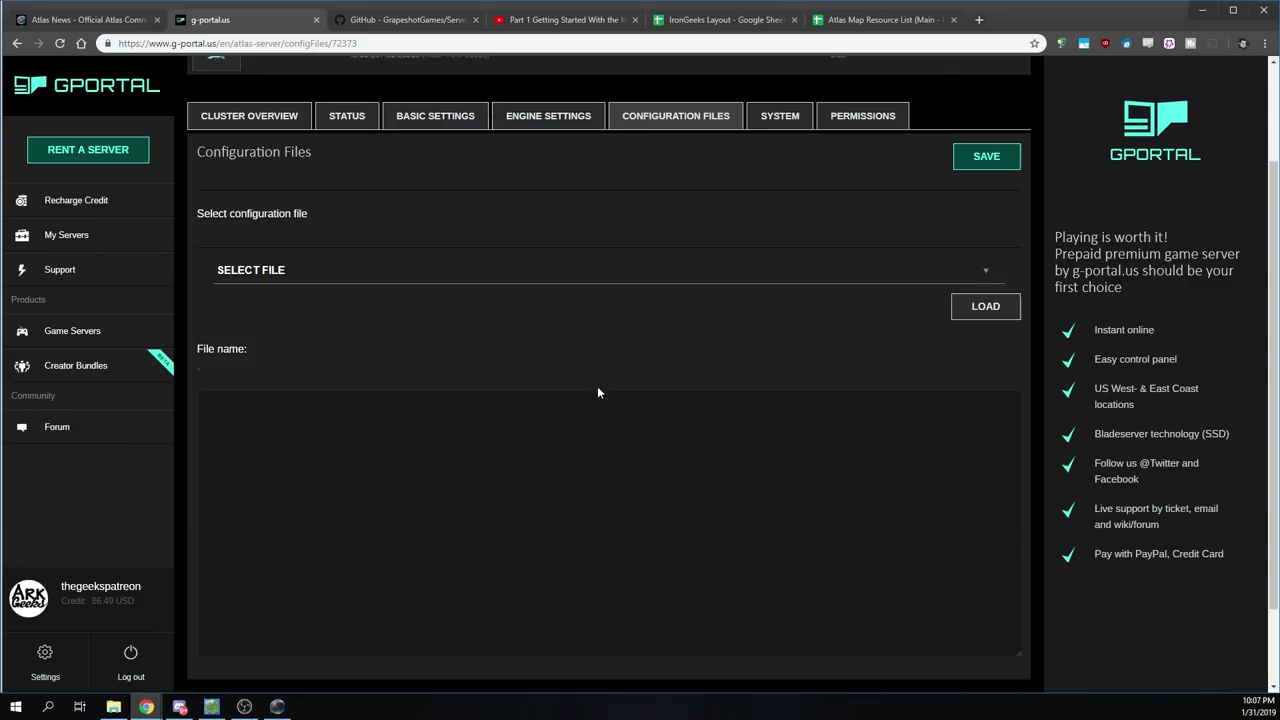 Official Atlas News - Official Atlas Comm
g-portal.us
GitHub - GrapeshotGames/Serve
Part 1 Getting Started With the M
IronGeeks Layout - Google Shee
Atlas Map Resource List (Main -
https://www.g-portal.us/en/atlas-server/configFiles/72373
GPORTAL
RENT A SERVER
Recharge Credit
My Servers
Support
Products
Game Servers
Creator Bundles
BETA
Community
Forum
ARK
Geeks
thegeekspatreon
Credit: 86.49 USD
Settings
Log out
CLUSTER OVERVIEW
STATUS
BASIC SETTINGS
ENGINE SETTINGS
CONFIGURATION FILES
SYSTEM
PERMISSIONS
Configuration Files
SAVE
Select configuration file
SELECT FILE
LOAD
File name:
-
GPORTAL
Playing is worth it!
Prepaid premium game server
by g-portal.us should be your
first choice
Instant online
Easy control panel
US West- & East Coast
locations
Bladeserver technology (SSD)
Follow us @Twitter and
Facebook
Live support by ticket, email
and wiki/forum
Pay with PayPal, Credit Card
10:07 PM
1/31/2019